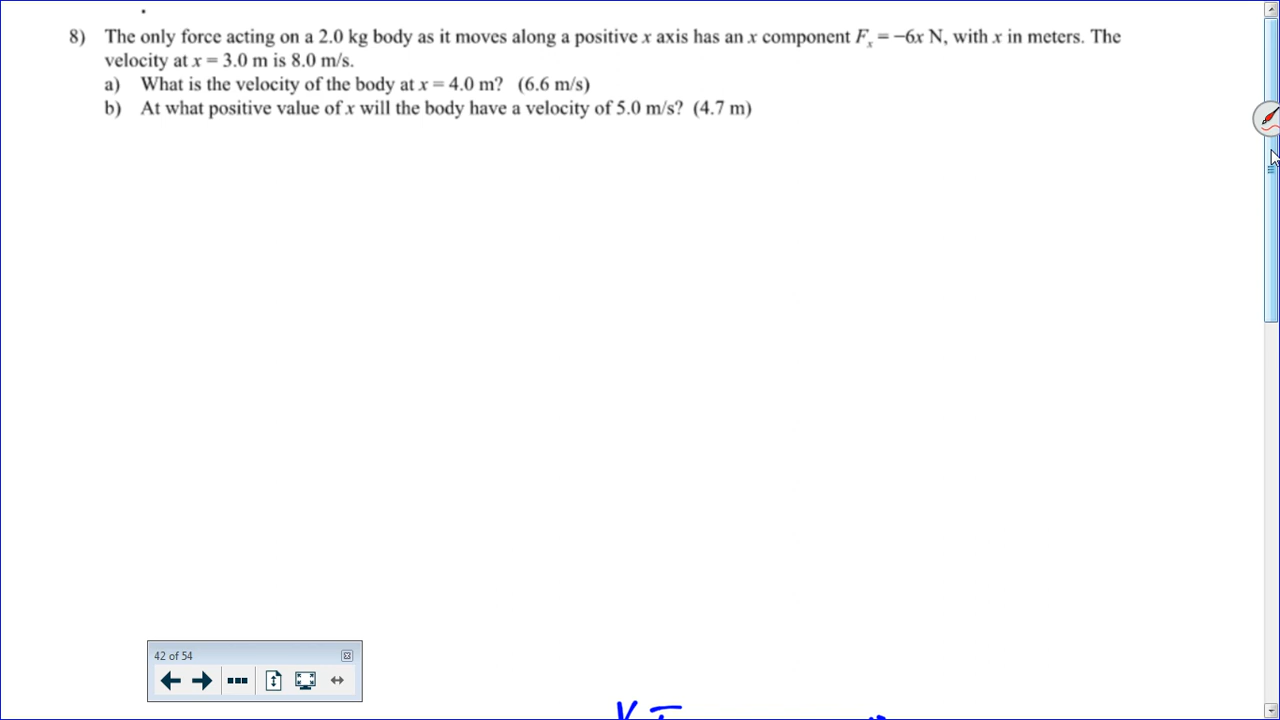 8) The only force acting on a 2.0 kg body as it moves along a positive x axis has an x component Fₓ = −6x N, with x in meters. The
velocity at x = 3.0 m is 8.0 m/s.
a) What is the velocity of the body at x = 4.0 m? (6.6 m/s)
b) At what positive value of x will the body have a velocity of 5.0 m/s? (4.7 m)
42 of 54